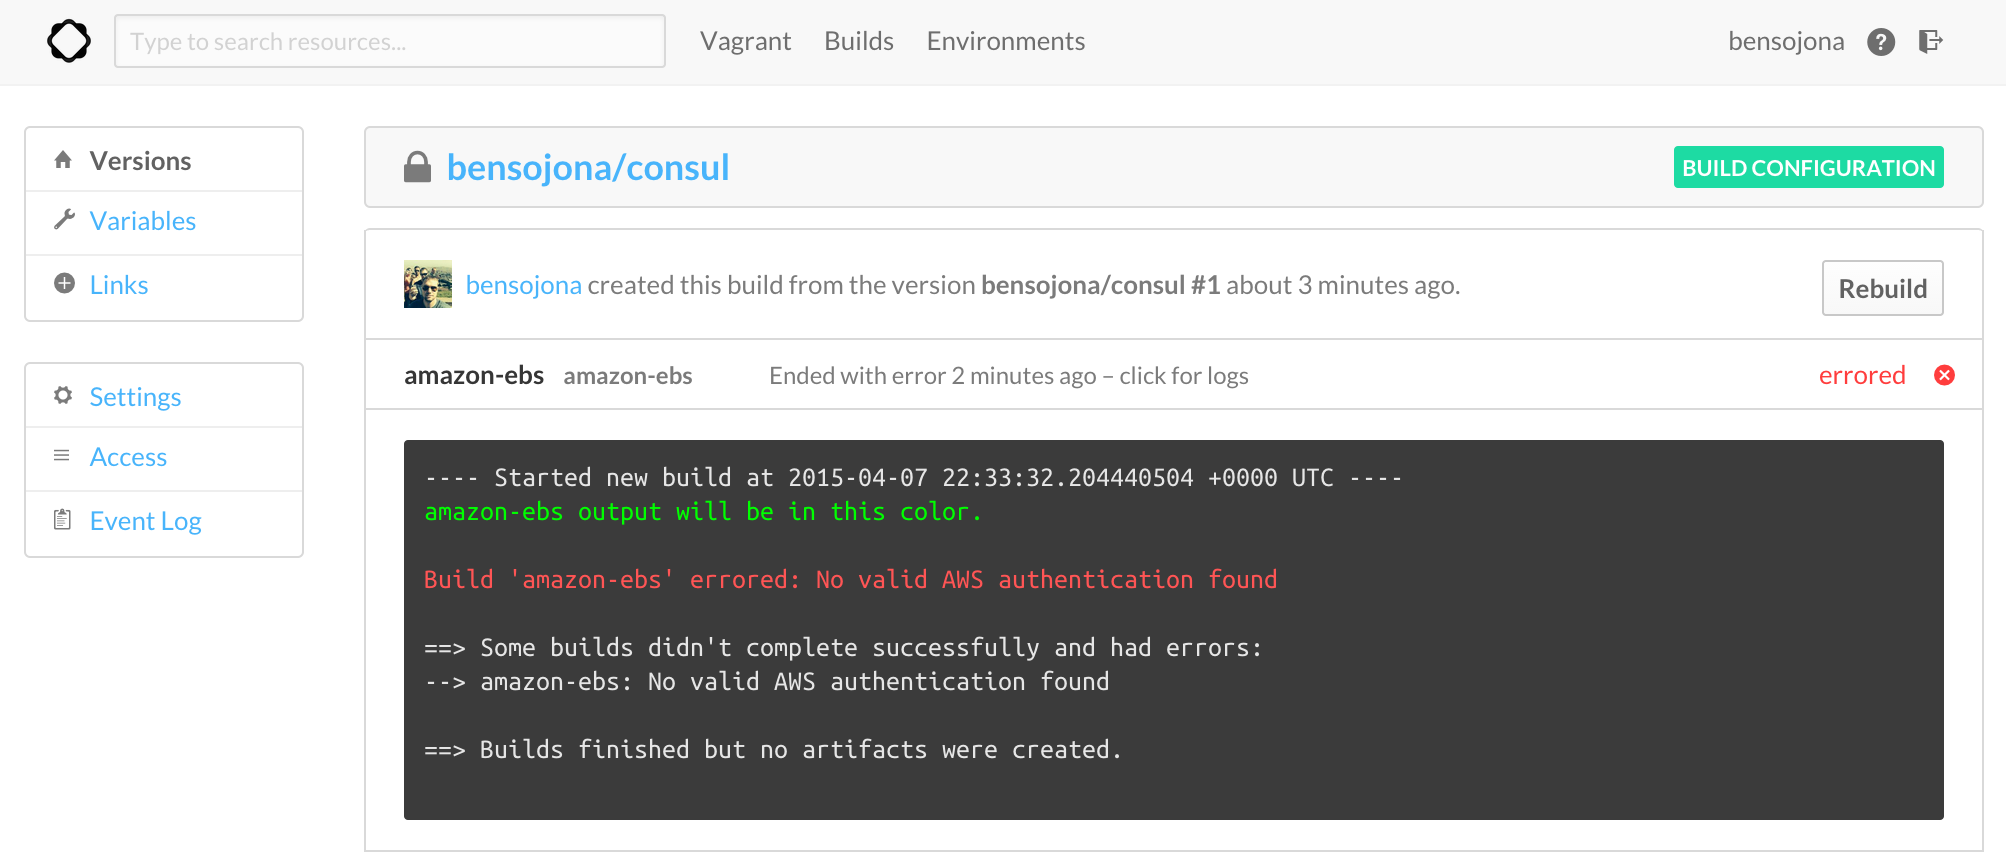 Type to search resources...
Vagrant Builds Environments
bensojona ?
Versions
Variables
Links
Settings
Access
Event Log
bensojona/consul
BUILD CONFIGURATION
bensojona created this build from the version bensojona/consul #1 about 3 minutes ago.
Rebuild
amazon-ebs amazon-ebs Ended with error 2 minutes ago – click for logs errored
---- Started new build at 2015-04-07 22:33:32.204440504 +0000 UTC ----
amazon-ebs output will be in this color.
Build 'amazon-ebs' errored: No valid AWS authentication found
==> Some builds didn't complete successfully and had errors:
--> amazon-ebs: No valid AWS authentication found
==> Builds finished but no artifacts were created.